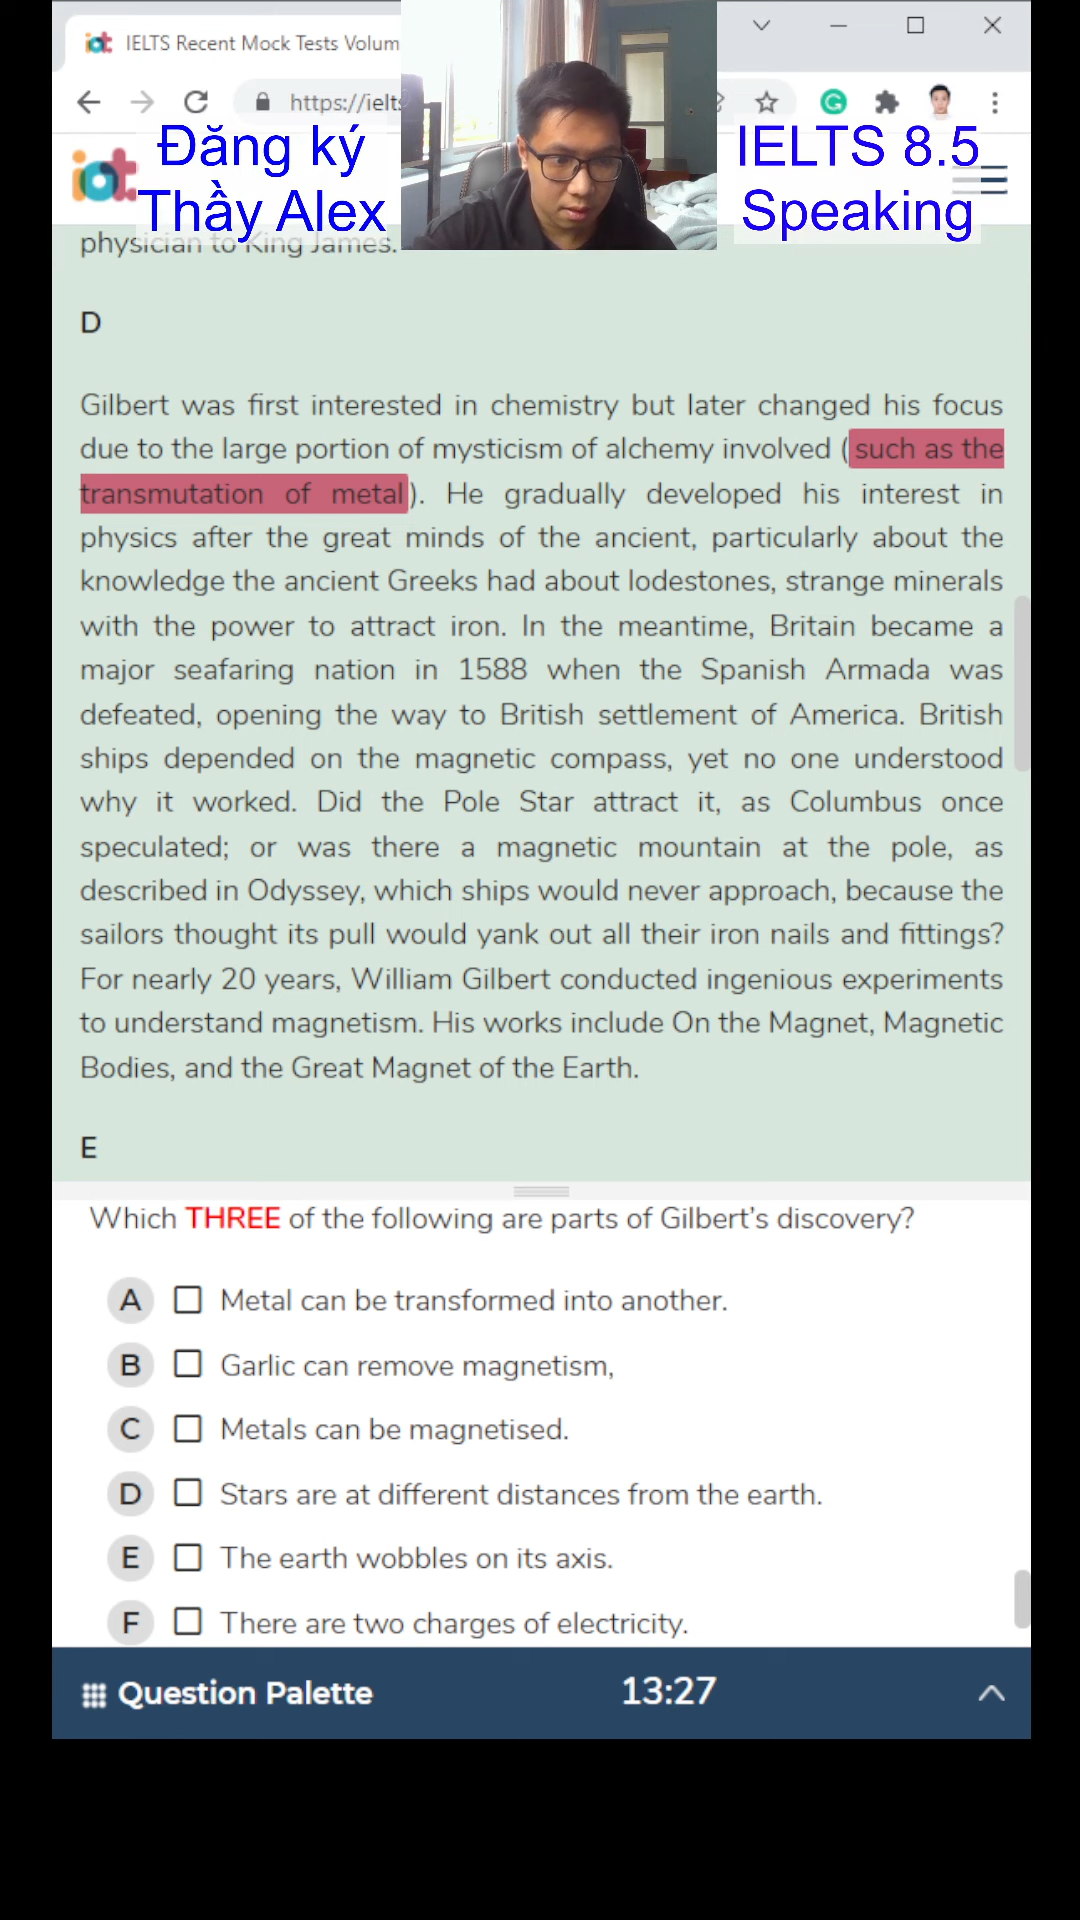 IELTS Recent Mock Tests Volum
https://ielts
iot
Đăng ký
Thầy Alex
IELTS 8.5
Speaking
physician to King James.
D
Gilbert was first interested in chemistry but later changed his focus
due to the large portion of mysticism of alchemy involved (such as the
transmutation of metal). He gradually developed his interest in
physics after the great minds of the ancient, particularly about the
knowledge the ancient Greeks had about lodestones, strange minerals
with the power to attract iron. In the meantime, Britain became a
major seafaring nation in 1588 when the Spanish Armada was
defeated, opening the way to British settlement of America. British
ships depended on the magnetic compass, yet no one understood
why it worked. Did the Pole Star attract it, as Columbus once
speculated; or was there a magnetic mountain at the pole, as
described in Odyssey, which ships would never approach, because the
sailors thought its pull would yank out all their iron nails and fittings?
For nearly 20 years, William Gilbert conducted ingenious experiments
to understand magnetism. His works include On the Magnet, Magnetic
Bodies, and the Great Magnet of the Earth.
E
Which THREE of the following are parts of Gilbert's discovery?
A Metal can be transformed into another.
B Garlic can remove magnetism,
C Metals can be magnetised.
D Stars are at different distances from the earth.
E The earth wobbles on its axis.
F There are two charges of electricity.
Question Palette 13:27